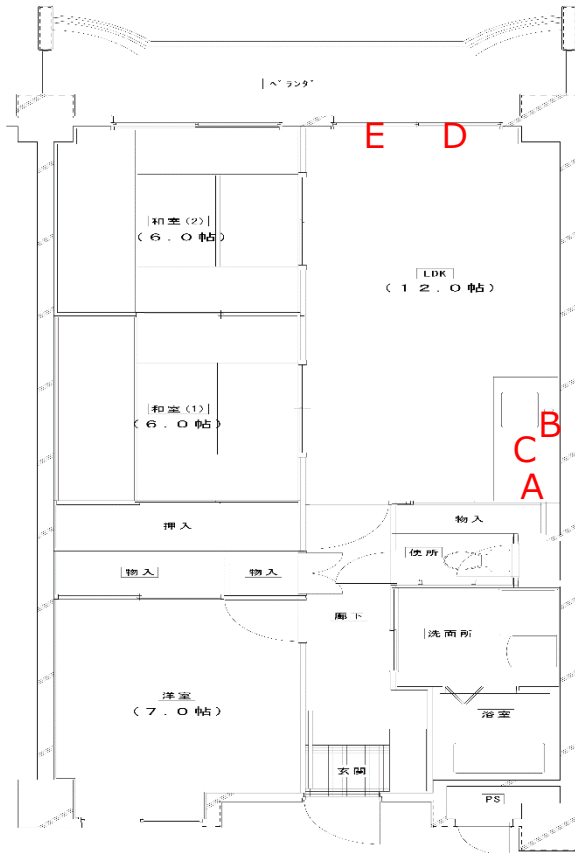 ベランダ
E D
和室(2)
(6.0帖)
LDK
(12.0帖)
和室(1)
(6.0帖)
B
C
A
押入
物入
物入
物入
便所
廊下
洗面所
洋室
(7.0帖)
浴室
玄関
PS